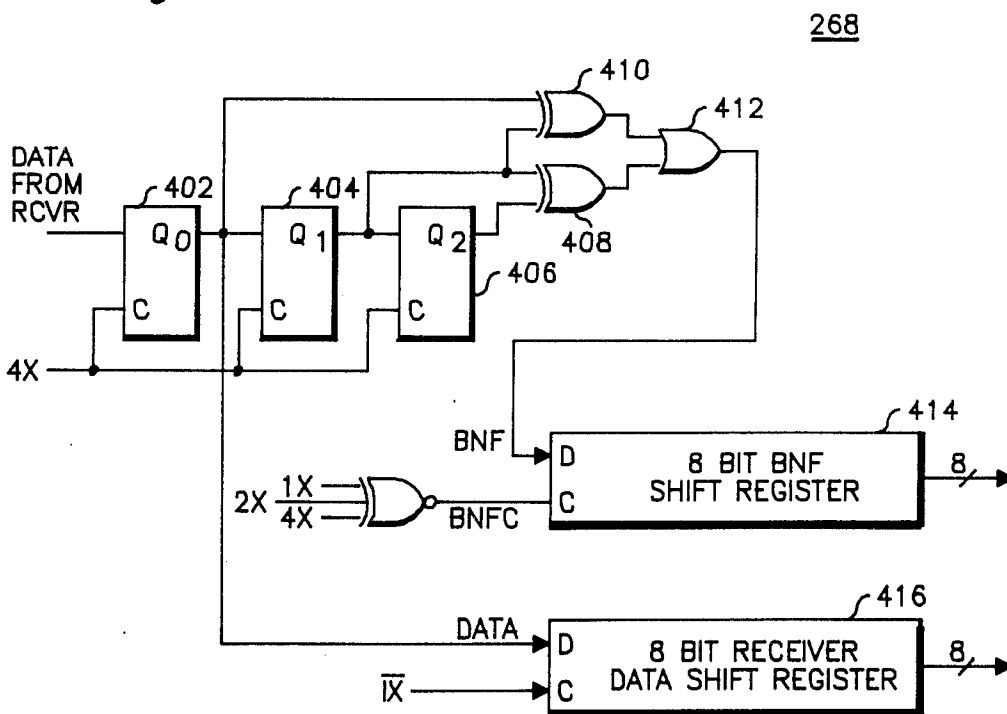 268
410
412
DATA
FROM
RCVR
402
404
Q0
Q1
Q2
408
406
C
C
C
4X
414
BNF
D
8 BIT BNF
SHIFT REGISTER
8
1X
2X
4X
BNFC
C
416
DATA
D
8 BIT RECEIVER
DATA SHIFT REGISTER
8
1X
C